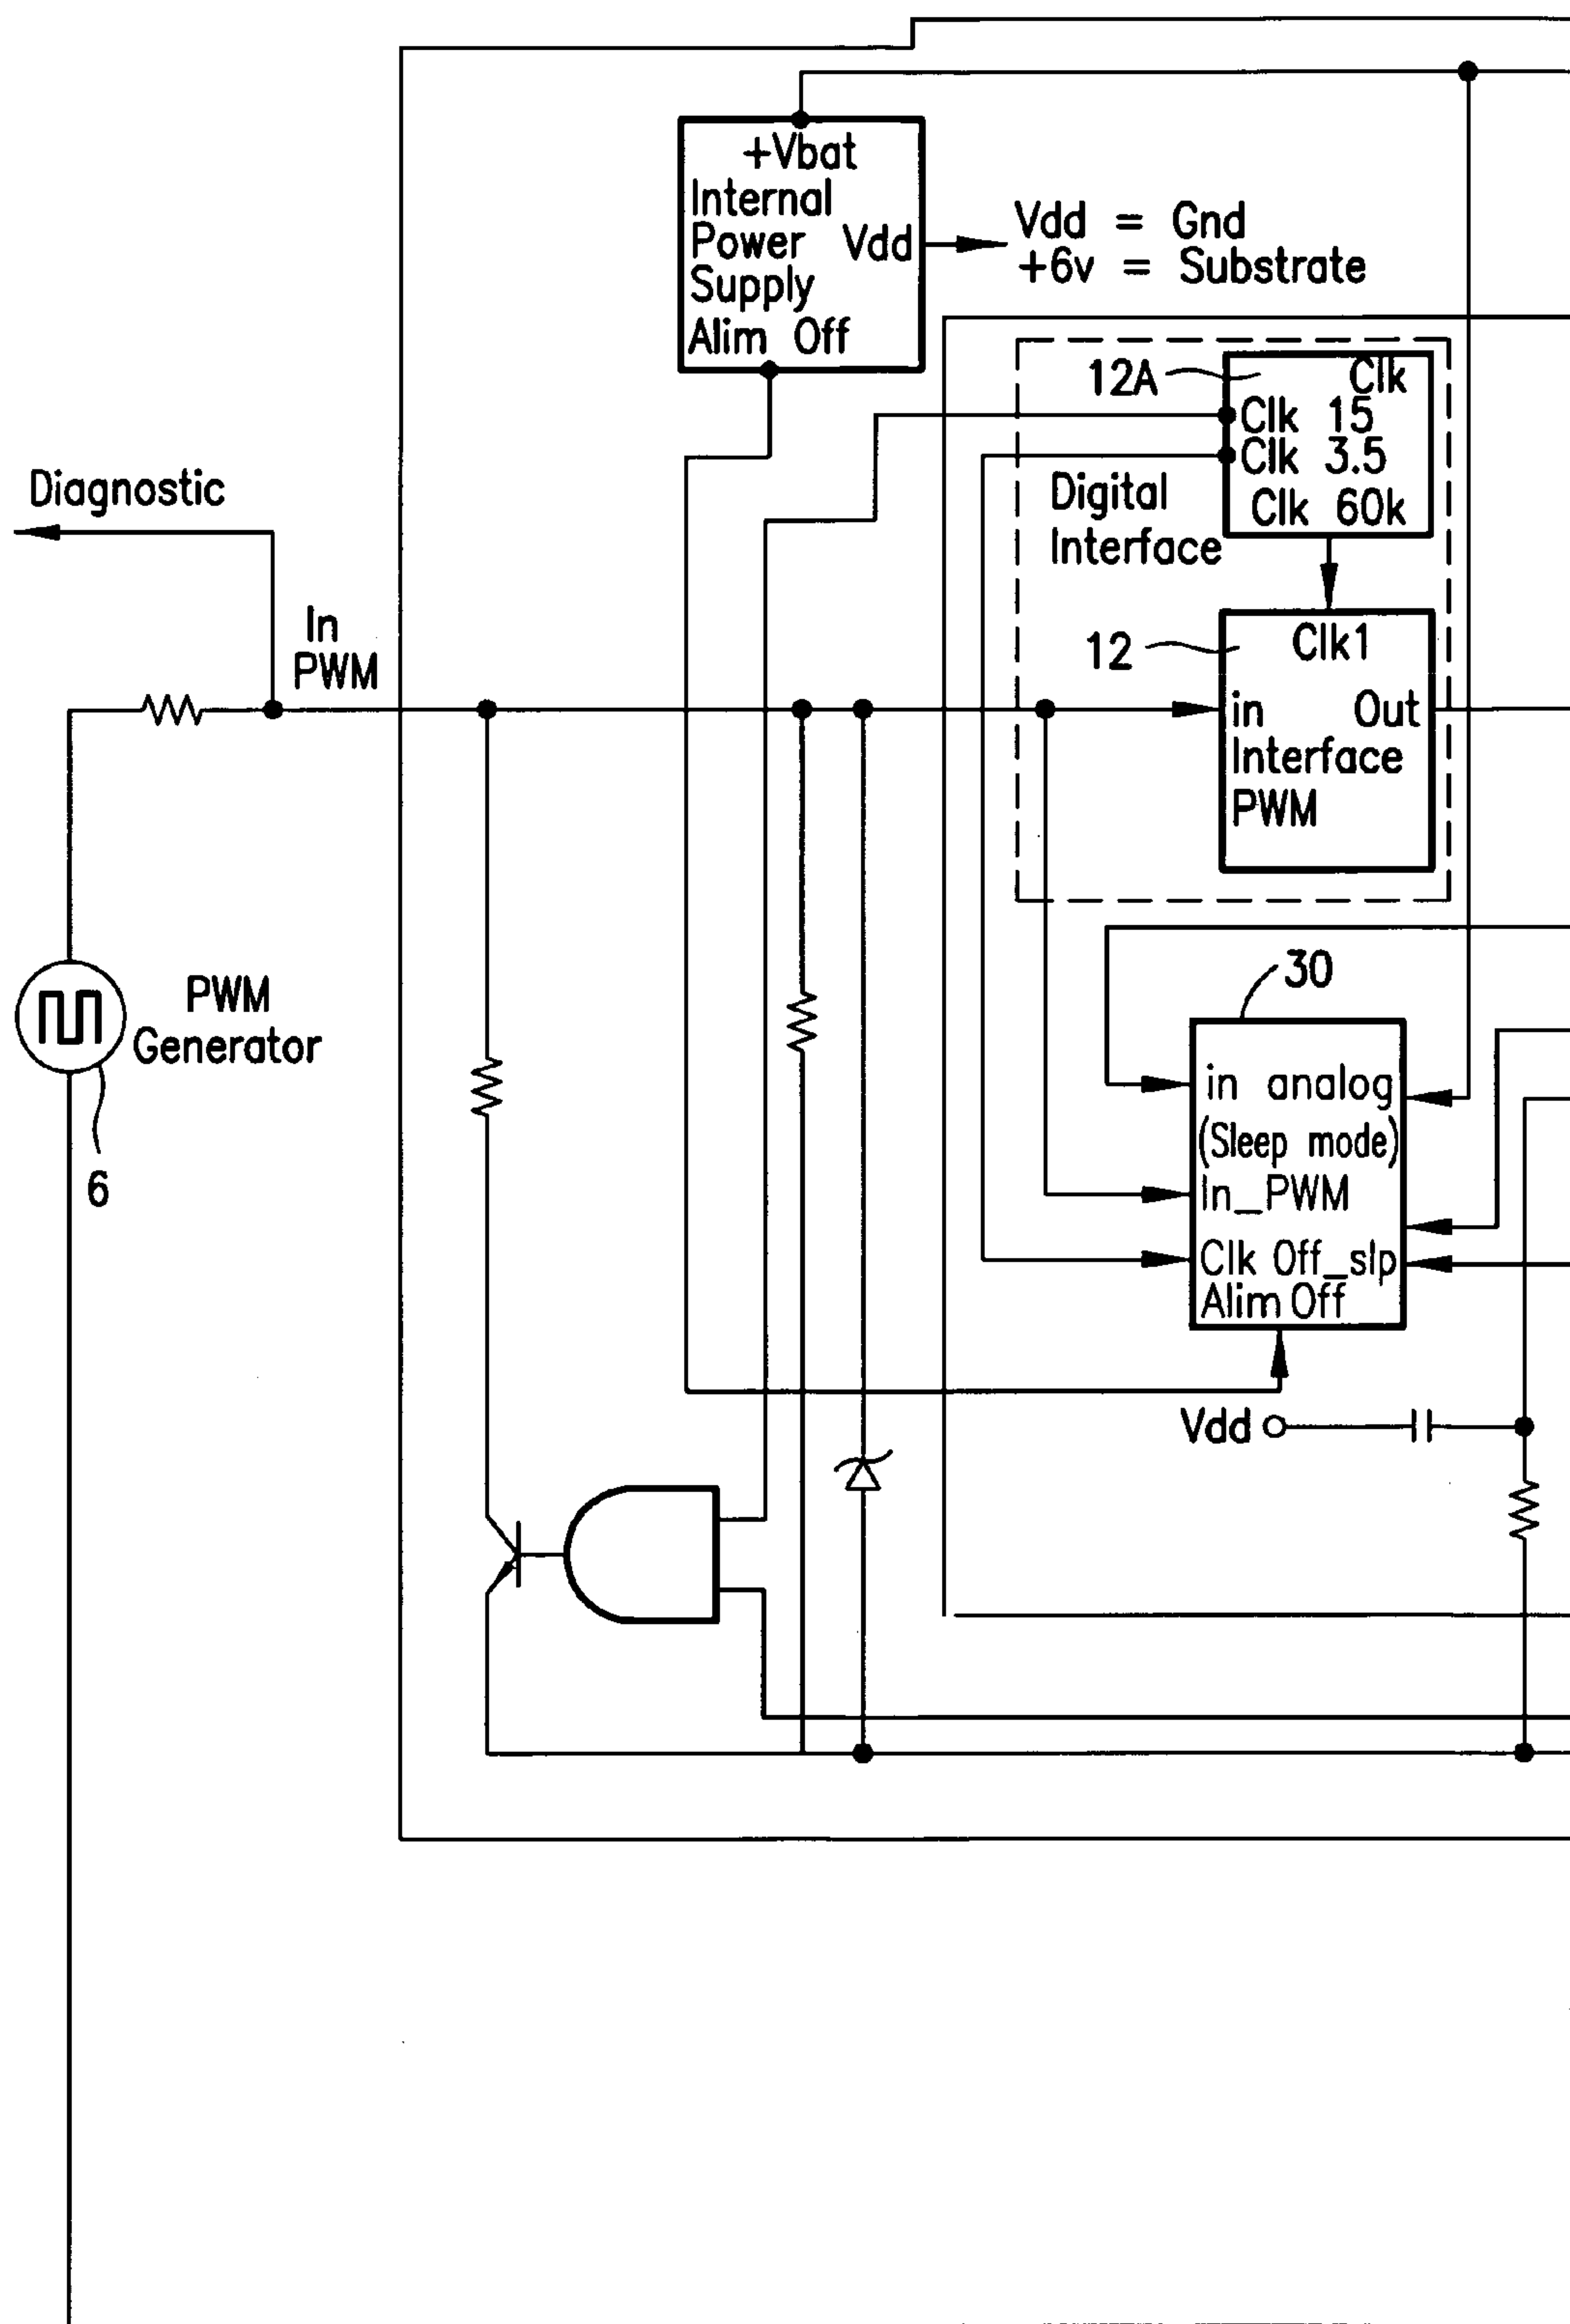 +Vbat
Internal
Power
Supply
Vdd
Alim Off
Vdd = Gnd
+6v = Substrate
12A
Clk
Clk 15
Clk 3.5
Clk 60k
Digital
Interface
Diagnostic
In
PWM
12
Clk1
in Out
Interface
PWM
30
PWM
Generator
6
in analog
(Sleep mode)
In_PWM
Clk Off_slp
Alim Off
Vdd